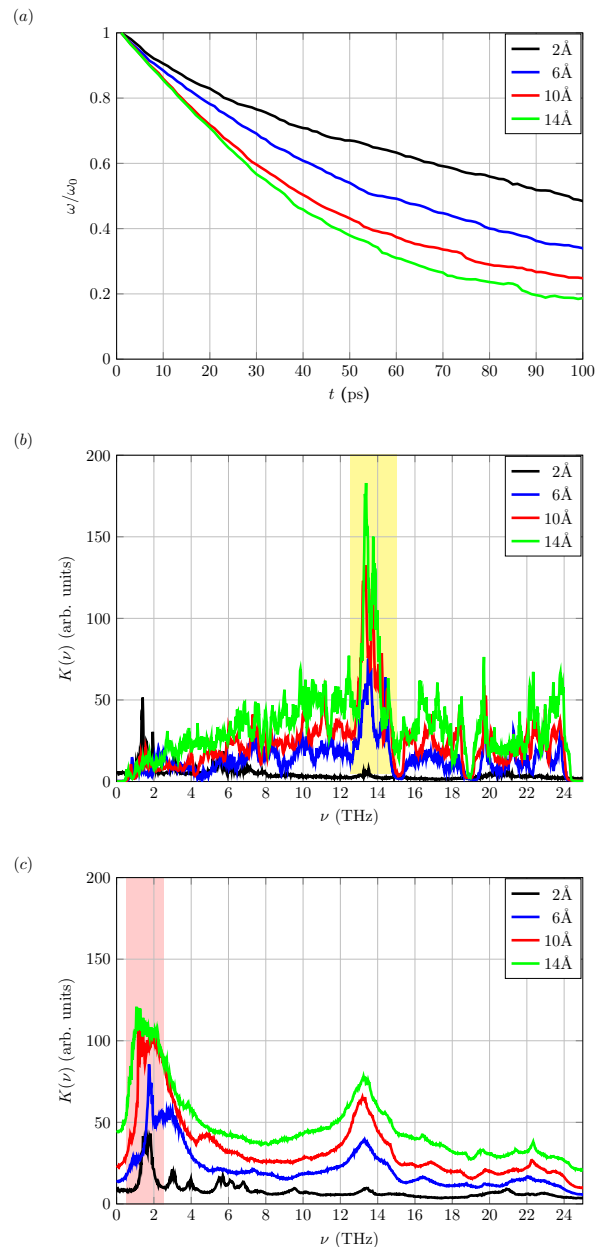 (a)
1
0.8
0.6
0.4
0.2
0
ω/ω₀
2Å
6Å
10Å
14Å
0 10 20 30 40 50 60 70 80 90 100
t (ps)
(b)
200
150
100
50
0
K(ν) (arb. units)
2Å
6Å
10Å
14Å
0 2 4 6 8 10 12 14 16 18 20 22 24
ν (THz)
(c)
200
150
100
50
0
K(ν) (arb. units)
2Å
6Å
10Å
14Å
0 2 4 6 8 10 12 14 16 18 20 22 24
ν (THz)